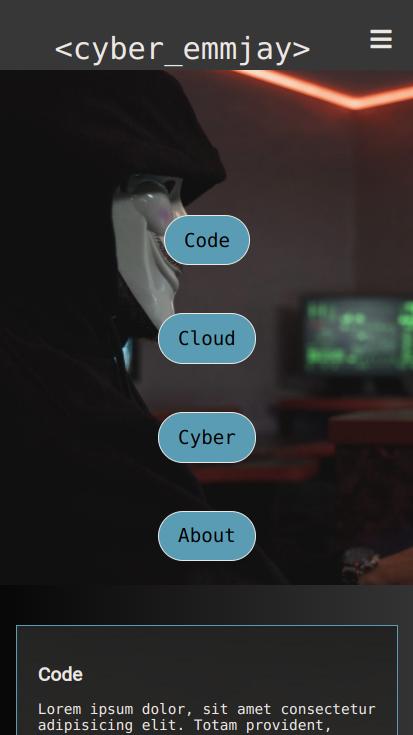 <cyber_emmjay>
Code
Cloud
Cyber
About
Code
Lorem ipsum dolor, sit amet consectetur
adipisicing elit. Totam provident,